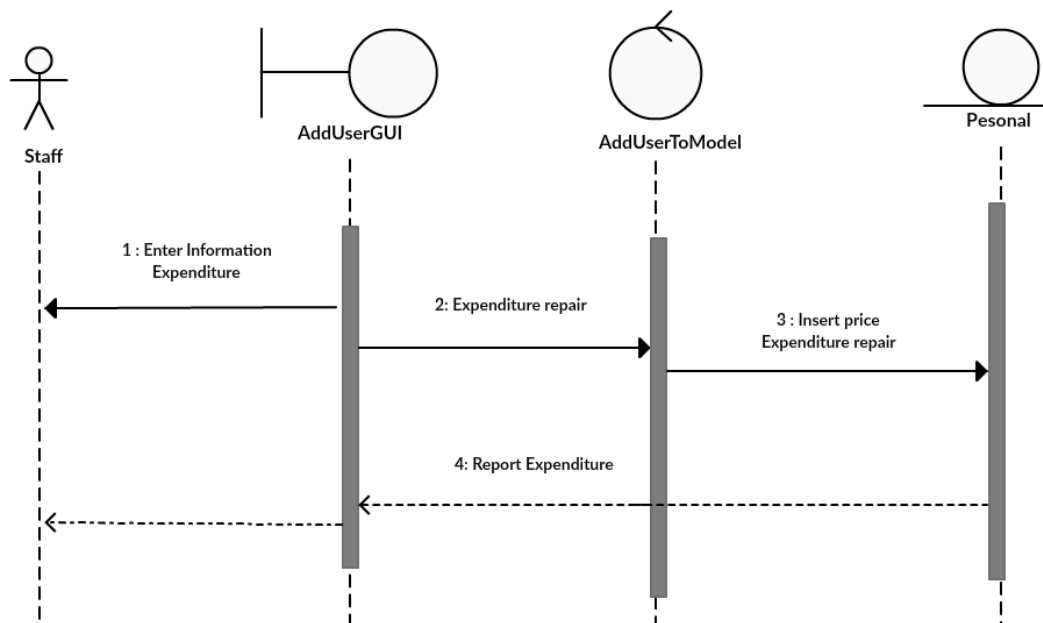 AddUserGUI
Pesonal
AddUserToModel
Staff
1 : Enter Information
Expenditure
2: Expenditure repair
3 : Insert price
Expenditure repair
4: Report Expenditure